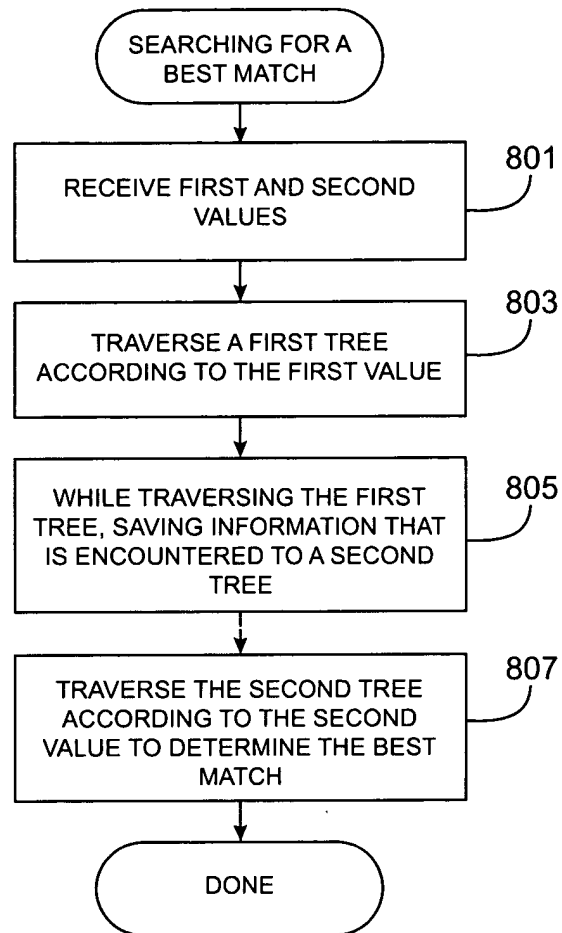 SEARCHING FOR A
BEST MATCH
801
RECEIVE FIRST AND SECOND
VALUES
803
TRAVERSE A FIRST TREE
ACCORDING TO THE FIRST VALUE
805
WHILE TRAVERSING THE FIRST
TREE, SAVING INFORMATION THAT
IS ENCOUNTERED TO A SECOND
TREE
807
TRAVERSE THE SECOND TREE
ACCORDING TO THE SECOND
VALUE TO DETERMINE THE BEST
MATCH
DONE